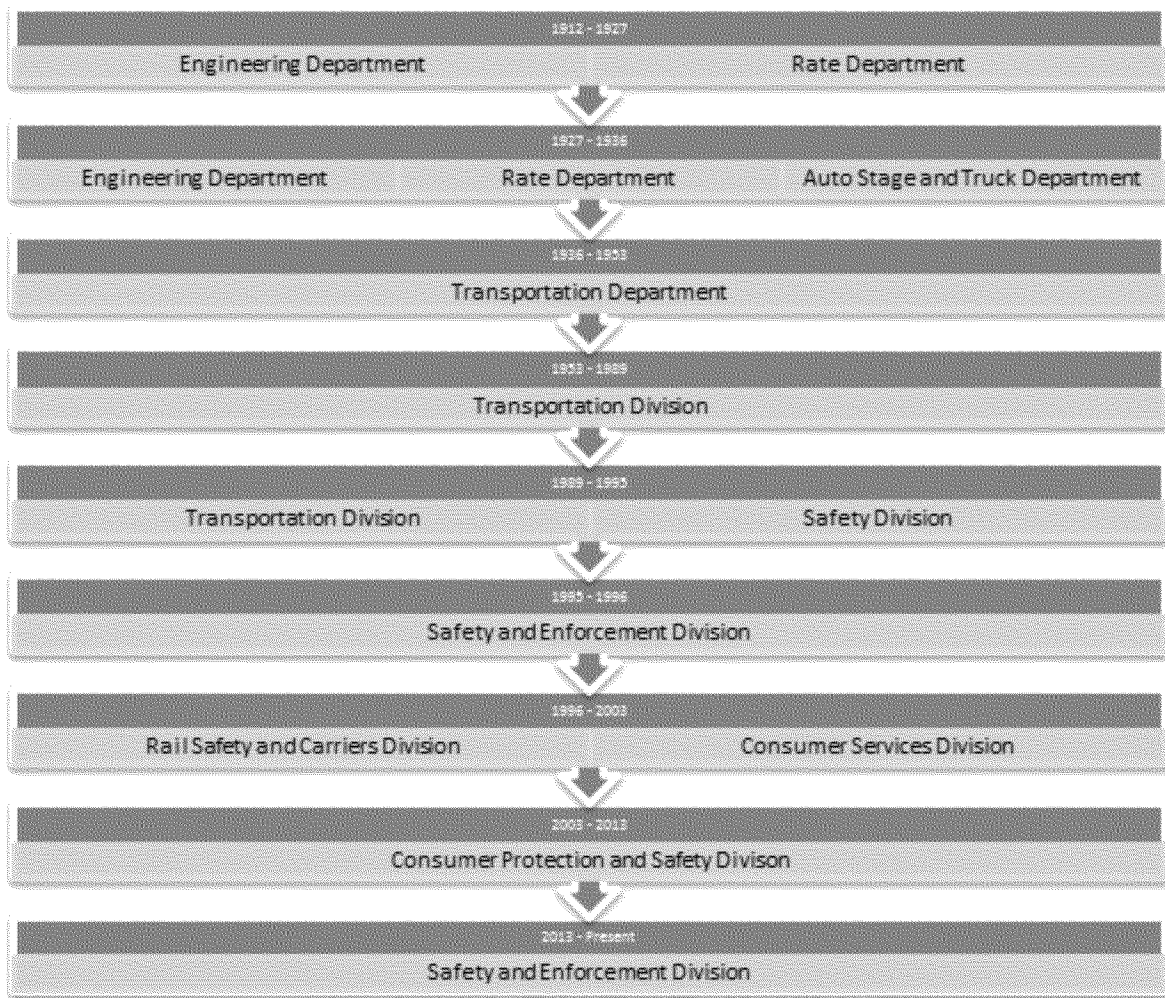 1912 - 1927
Engineering Department Rate Department
1927 - 1936
Engineering Department Rate Department Auto Stage and Truck Department
1936 - 1953
Transportation Department
1953 - 1989
Transportation Division
1989 - 1995
Transportation Division Safety Division
1995 - 1996
Safety and Enforcement Division
1996 - 2003
Rail Safety and Carriers Division Consumer Services Division
2003 - 2013
Consumer Protection and Safety Divison
2013 - Present
Safety and Enforcement Division